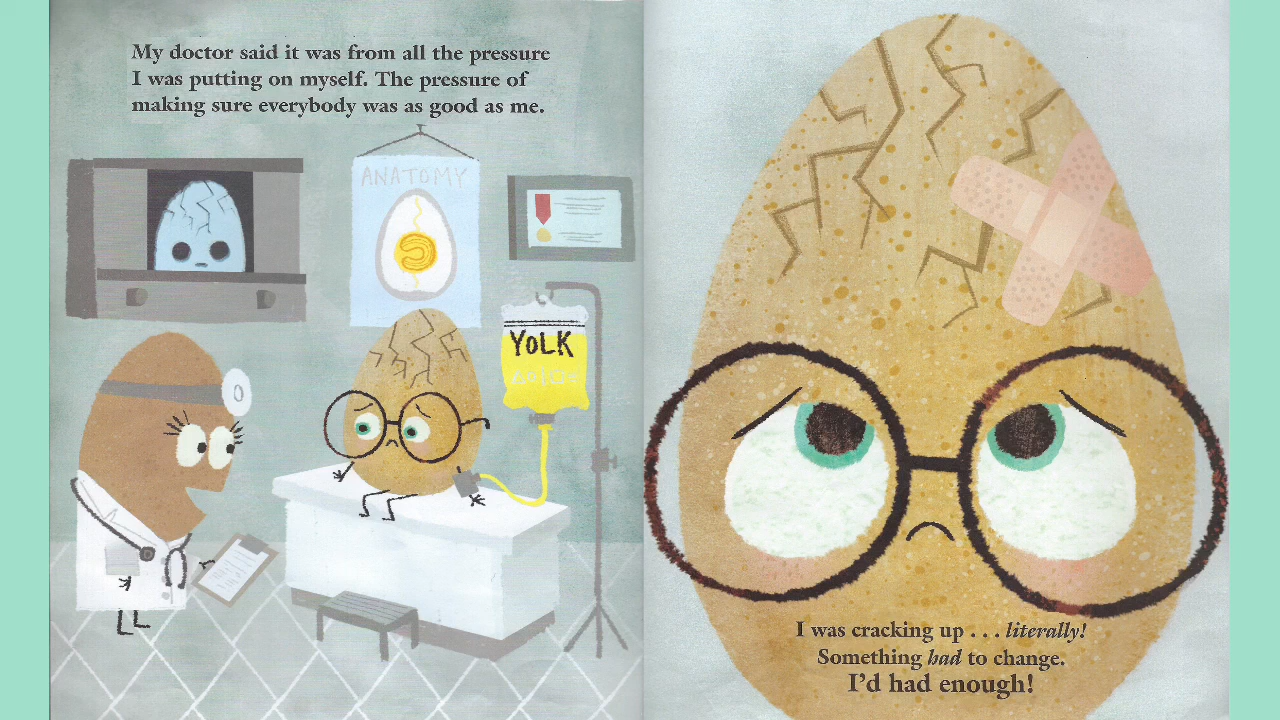 My doctor said it was from all the pressure
I was putting on myself. The pressure of
making sure everybody was as good as me.
ANATOMY
YOLK
I was cracking up . . . literally!
Something had to change.
I'd had enough!